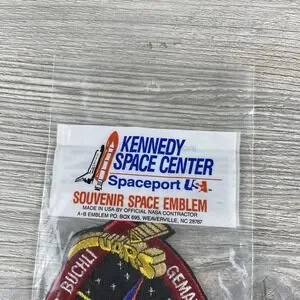 KENNEDY
SPACE CENTER
Spaceport USA
SOUVENIR SPACE EMBLEM
MADE IN USA BY OFFICIAL NASA CONTRACTOR
A-B EMBLEM PO. BOX 695, WEAVERVILLE, NC 28787
UARS
BUCHLI
GEMA